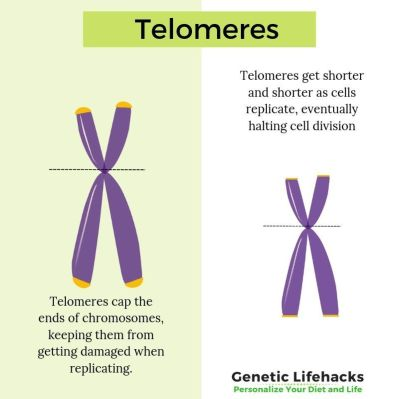 Telomeres
Telomeres get shorter
and shorter as cells
replicate, eventually
halting cell division
Telomeres cap the
ends of chromosomes,
keeping them from
getting damaged when
replicating.
Genetic Lifehacks
Personalize Your Diet and Life